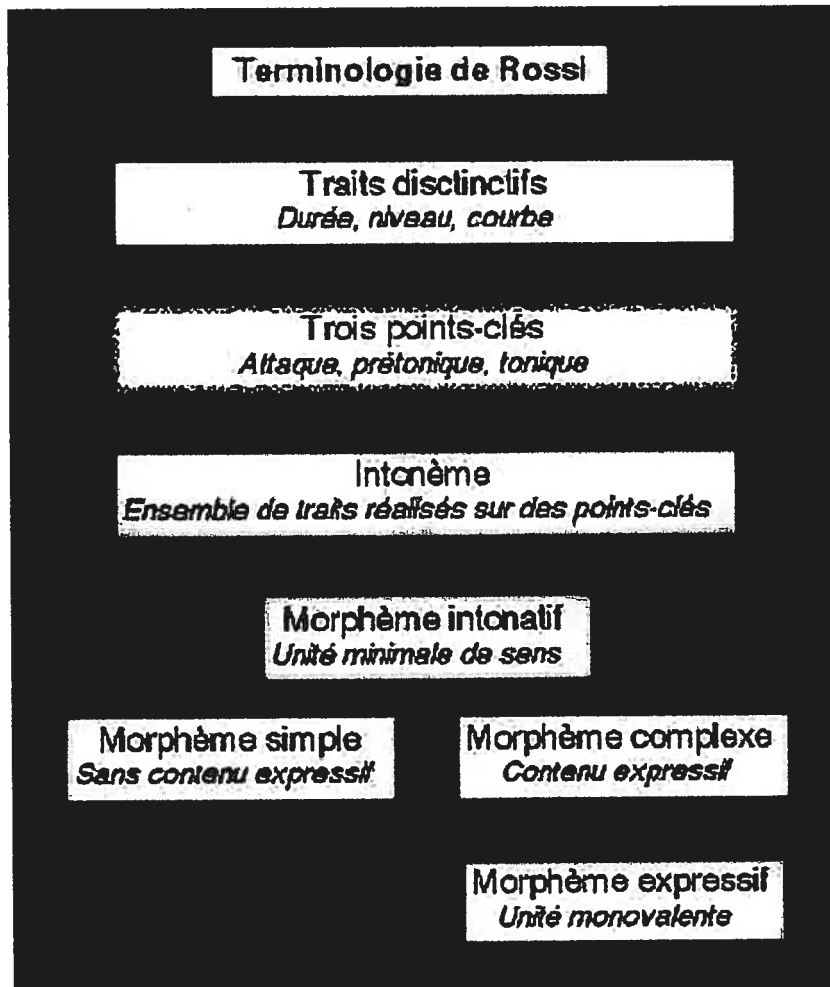 Terminologie de Rossi
Traits disctinctifs
Durée, niveau, courbe
Trois points-clés
Attaque, prétonique, tonique
Intonème
Ensemble de traits réalisés sur des points-clés
Morphème intonatif
Unité minimale de sens
Morphème simple
Sans contenu expressif
Morphème complexe
Contenu expressif
Morphème expressif
Unité monovalente